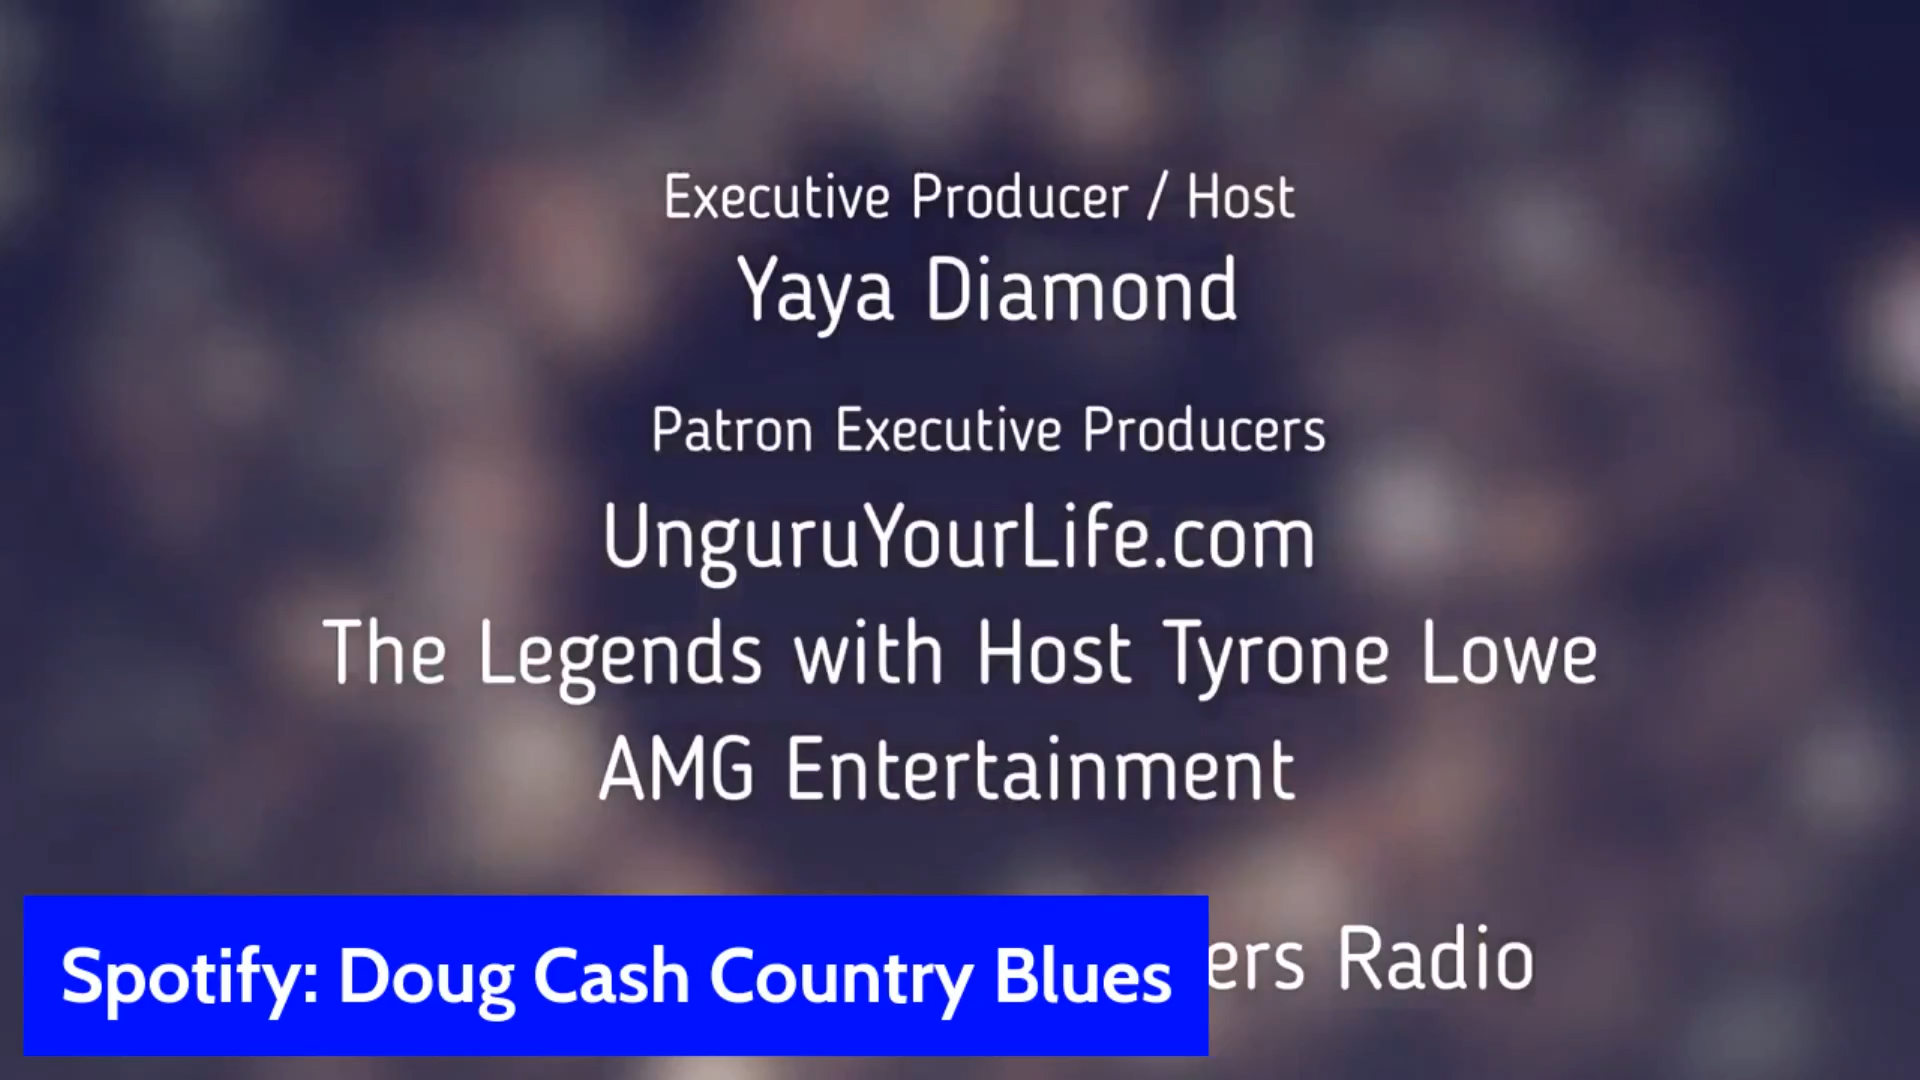 Executive Producer / Host
Yaya Diamond
Patron Executive Producers
UnguruYourLife.com
The Legends with Host Tyrone Lowe
AMG Entertainment
Radio
Spotify: Doug Cash Country Blues